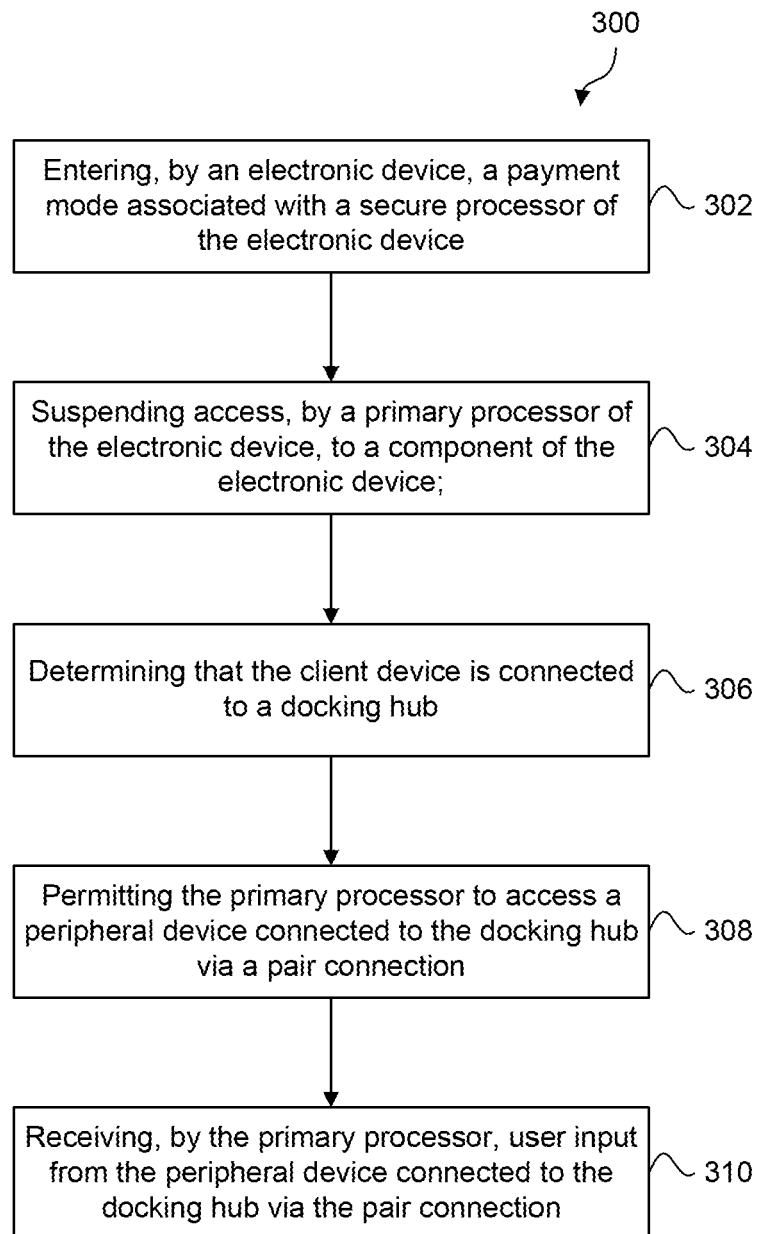 300
Entering, by an electronic device, a payment
mode associated with a secure processor of
the electronic device
302
Suspending access, by a primary processor of
the electronic device, to a component of the
electronic device;
304
Determining that the client device is connected
to a docking hub
306
Permitting the primary processor to access a
peripheral device connected to the docking hub
via a pair connection
308
Receiving, by the primary processor, user input
from the peripheral device connected to the
docking hub via the pair connection
310